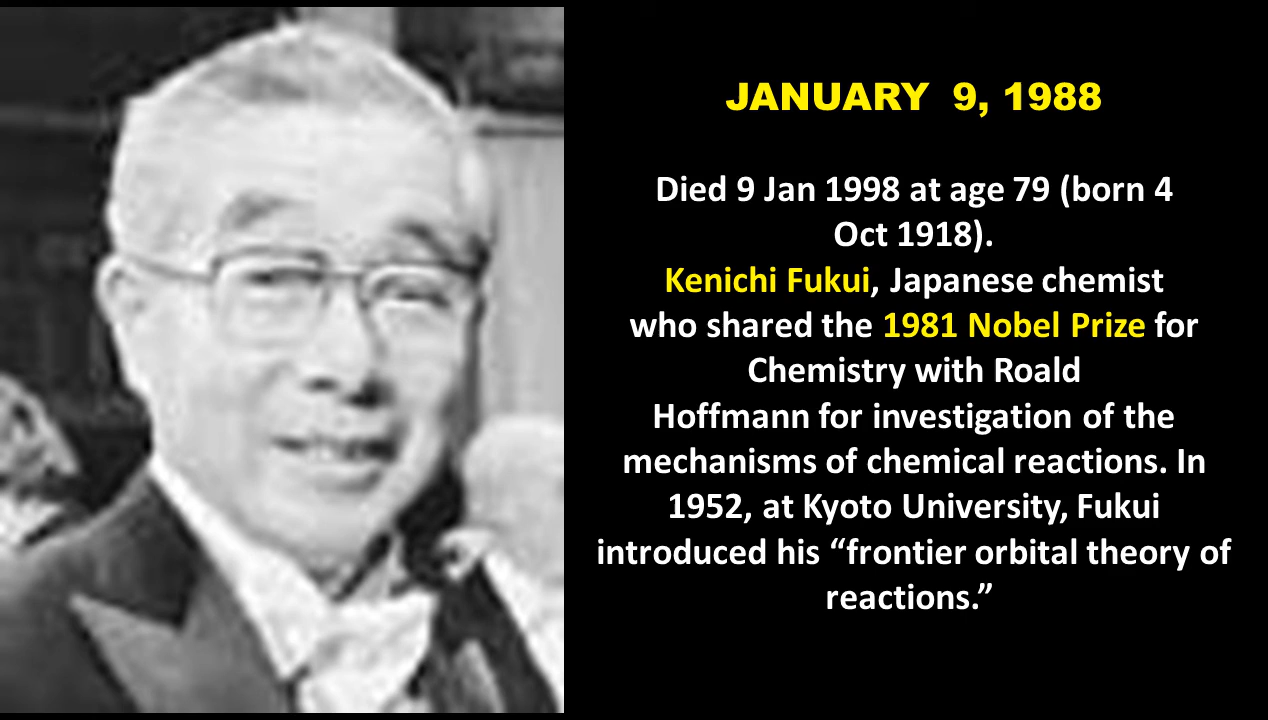 JANUARY  9, 1988
Died 9 Jan 1998 at age 79 (born 4
Oct 1918).
Kenichi Fukui, Japanese chemist
who shared the 1981 Nobel Prize for
Chemistry with Roald
Hoffmann for investigation of the
mechanisms of chemical reactions. In
1952, at Kyoto University, Fukui
introduced his “frontier orbital theory of
reactions.”